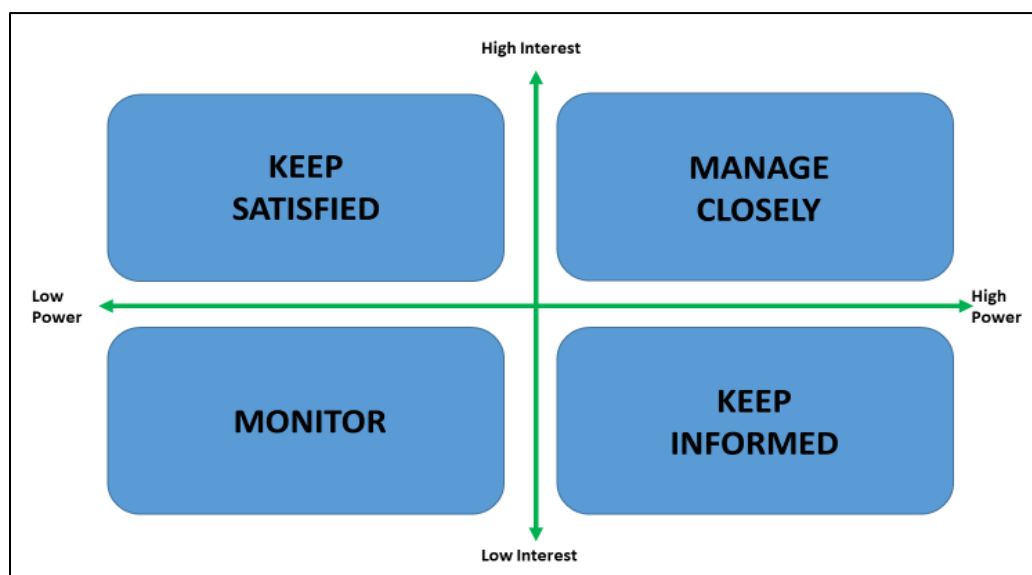 High Interest
KEEP
SATISFIED
MANAGE
CLOSELY
Low
Power
High
Power
MONITOR
KEEP
INFORMED
Low Interest